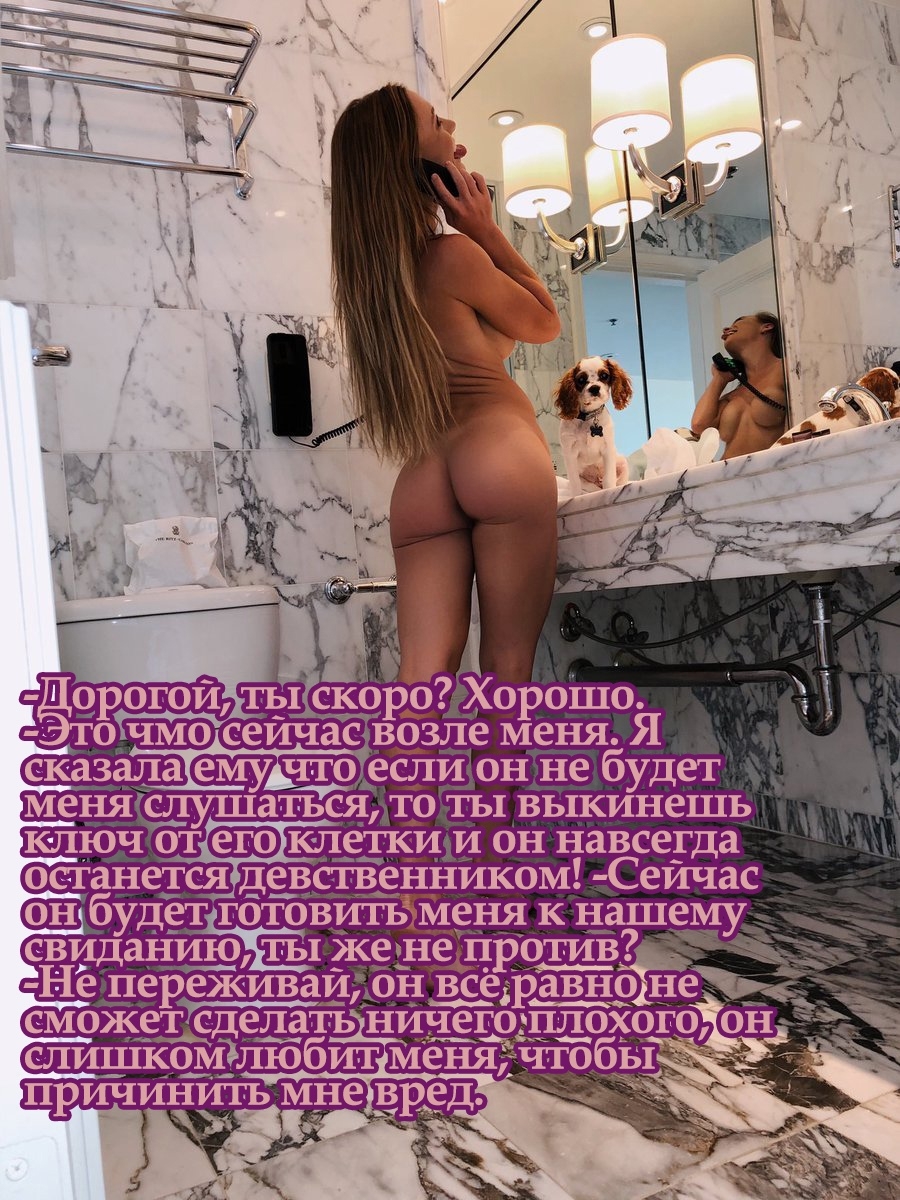 THE RITZ-CARLTON
-Дорогой, ты скоро? Хорошо.
-Это чмо сейчас возле меня. Я
сказала ему что если он не будет
меня слушаться, то ты выкинешь
ключ от его клетки и он навсегда
останется девственником! -Сейчас
он будет готовить меня к нашему
свиданию, ты же не против?
-Не переживай, он всё равно не
сможет сделать ничего плохого, он
слишком любит меня, чтобы
причинить мне вред.